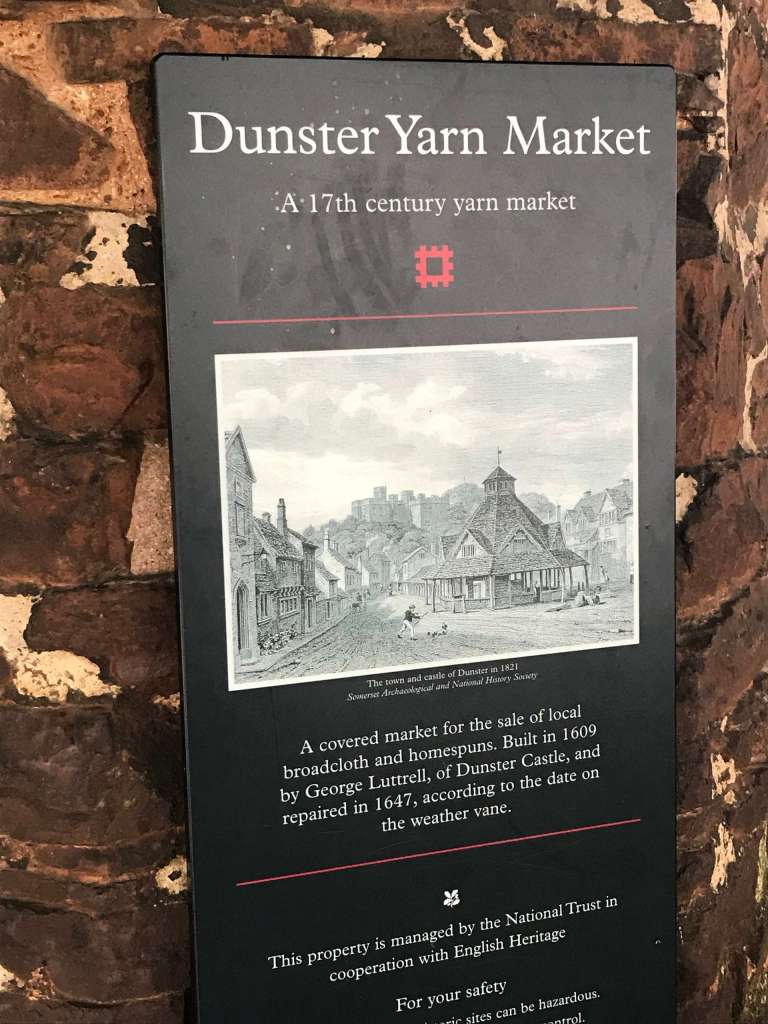 Dunster Yarn Market
A 17th century yarn market
The town and castle of Dunster in 1821
Somerset Archaeological and National History Society
A covered market for the sale of local
broadcloth and homespuns. Built in 1609
by George Luttrell, of Dunster Castle, and
repaired in 1647, according to the date on
the weather vane.
This property is managed by the National Trust in
cooperation with English Heritage
For your safety
sites can be hazardous.